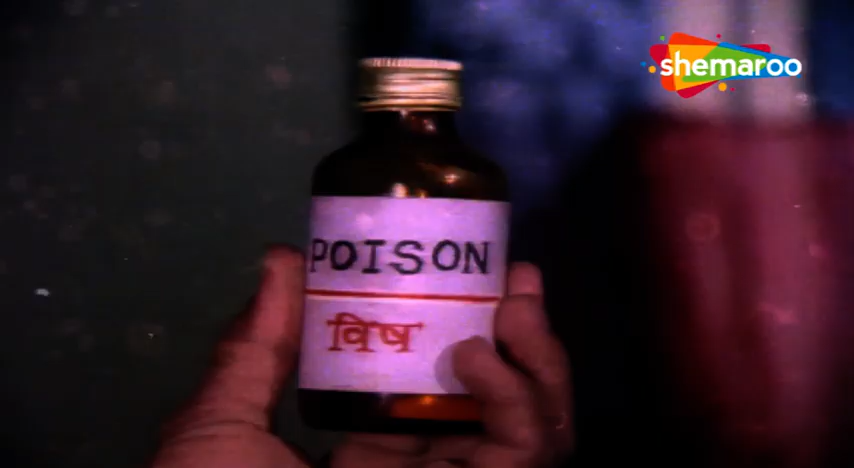 shemaroo
POISON
विष